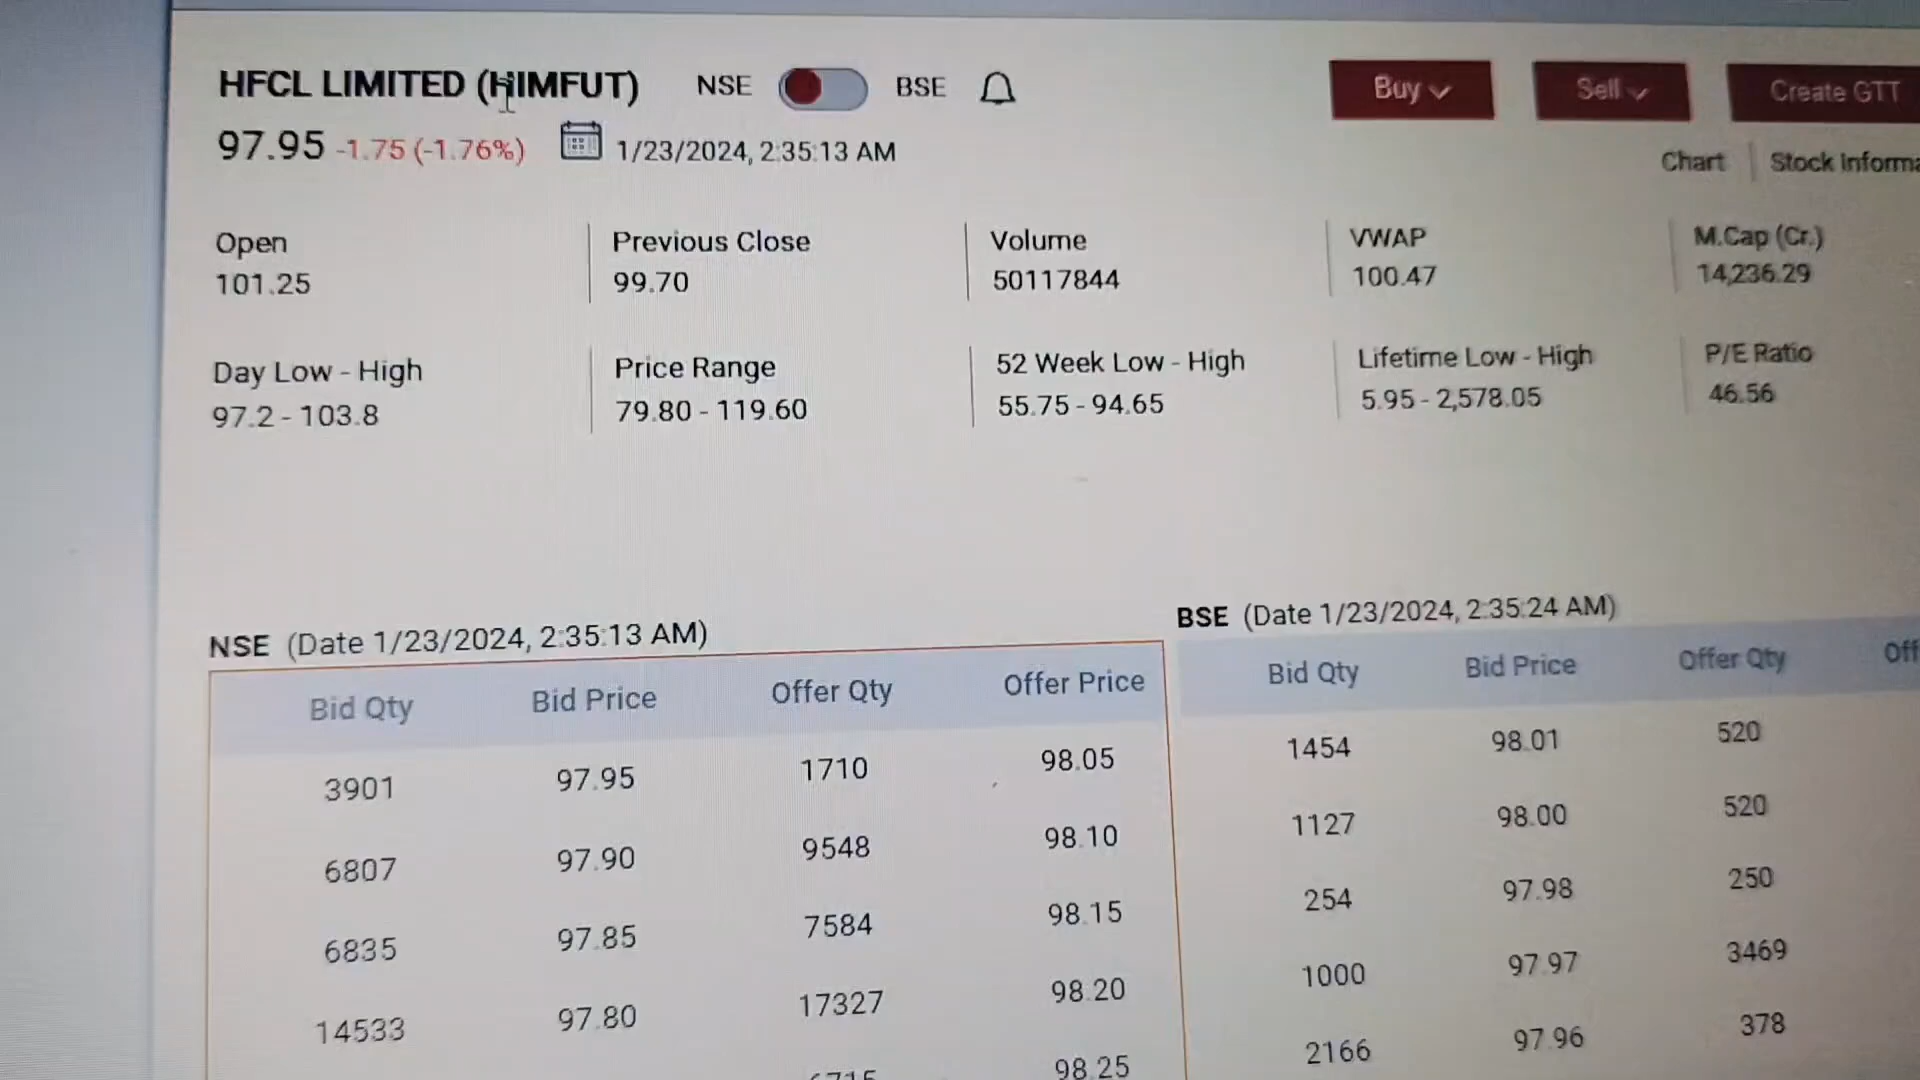 HFCL LIMITED (HIMFUT) NSE BSE Buy Sell Create GTT
97.95 -1.75 (-1.76%) 1/23/2024, 2:35:13 AM Chart Stock
Open Previous Close Volume VWAP M.Cap (Cr.)
101.25 99.70 50117844 100.47 14,236.29
Day Low - High Price Range 52 Week Low - High Lifetime Low - High P/E Ratio
97.2 - 103.8 79.80 - 119.60 55.75 - 94.65 5.95 - 2,578.05 46.56
NSE (Date 1/23/2024, 2:35:13 AM)
Bid Qty Bid Price Offer Qty Offer Price
3901 97.95 1710 98.05
6807 97.90 9548 98.10
6835 97.85 7584 98.15
14533 97.80 17327 98.20
98.25
BSE (Date 1/23/2024, 2:35:24 AM)
Bid Qty Bid Price Offer Qty
1454 98.01 520
1127 98.00 520
254 97.98 250
1000 97.97 3469
2166 97.96 378